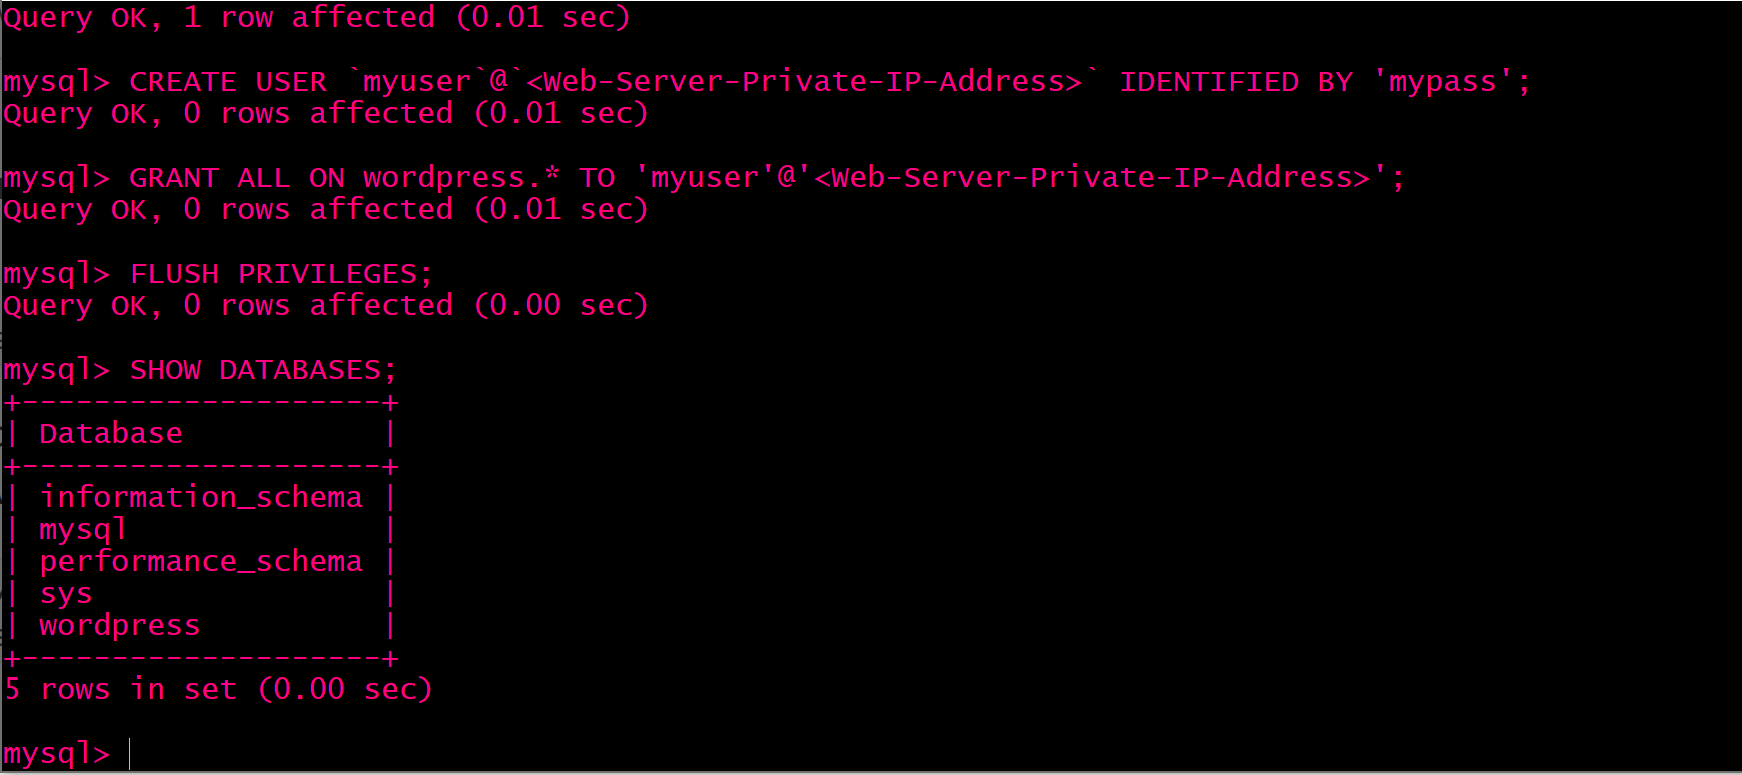 Query OK, 1 row affected (0.01 sec)
mysql> CREATE USER `myuser`@`<Web-Server-Private-IP-Address>` IDENTIFIED BY 'mypass';
Query OK, 0 rows affected (0.01 sec)
mysql> GRANT ALL ON wordpress.* TO 'myuser'@'<Web-Server-Private-IP-Address>';
Query OK, 0 rows affected (0.01 sec)
mysql> FLUSH PRIVILEGES;
Query OK, 0 rows affected (0.00 sec)
mysql> SHOW DATABASES;
+--------------------+
| Database           |
+--------------------+
| information_schema |
| mysql              |
| performance_schema |
| sys                |
| wordpress          |
+--------------------+
5 rows in set (0.00 sec)
mysql>